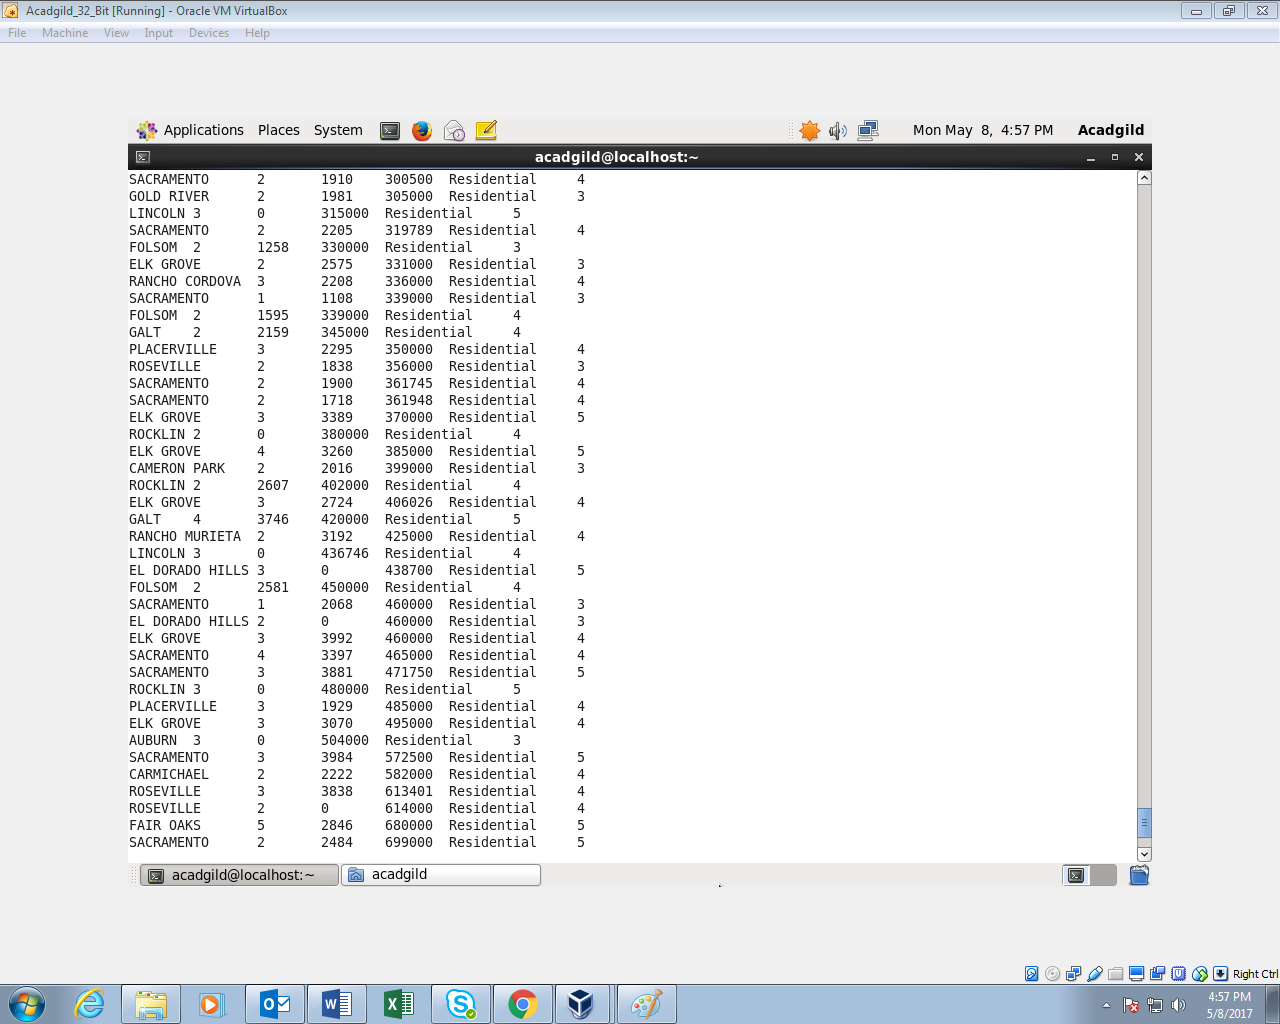 Acadgild_32_Bit [Running] - Oracle VM VirtualBox
File Machine View Input Devices Help
Applications Places System Mon May 8, 4:57 PM Acadgild
acadgild@localhost:~
SACRAMENTO 2 1910 300500 Residential 4
GOLD RIVER 2 1981 305000 Residential 3
LINCOLN 3 0 315000 Residential 5
SACRAMENTO 2 2205 319789 Residential 4
FOLSOM 2 1258 330000 Residential 3
ELK GROVE 2 2575 331000 Residential 3
RANCHO CORDOVA 3 2208 336000 Residential 4
SACRAMENTO 1 1108 339000 Residential 3
FOLSOM 2 1595 339000 Residential 4
GALT 2 2159 345000 Residential 4
PLACERVILLE 3 2295 350000 Residential 4
ROSEVILLE 2 1838 356000 Residential 3
SACRAMENTO 2 1900 361745 Residential 4
SACRAMENTO 2 1718 361948 Residential 4
ELK GROVE 3 3389 370000 Residential 5
ROCKLIN 2 0 380000 Residential 4
ELK GROVE 4 3260 385000 Residential 5
CAMERON PARK 2 2016 399000 Residential 3
ROCKLIN 2 2607 402000 Residential 4
ELK GROVE 3 2724 406026 Residential 4
GALT 4 3746 420000 Residential 5
RANCHO MURIETA 2 3192 425000 Residential 4
LINCOLN 3 0 436746 Residential 4
EL DORADO HILLS 3 0 438700 Residential 5
FOLSOM 2 2581 450000 Residential 4
SACRAMENTO 1 2068 460000 Residential 3
EL DORADO HILLS 2 0 460000 Residential 3
ELK GROVE 3 3992 460000 Residential 4
SACRAMENTO 4 3397 465000 Residential 4
SACRAMENTO 3 3881 471750 Residential 5
ROCKLIN 3 0 480000 Residential 5
PLACERVILLE 3 1929 485000 Residential 4
ELK GROVE 3 3070 495000 Residential 4
AUBURN 3 0 504000 Residential 3
SACRAMENTO 3 3984 572500 Residential 5
CARMICHAEL 2 2222 582000 Residential 4
ROSEVILLE 3 3838 613401 Residential 4
ROSEVILLE 2 0 614000 Residential 4
FAIR OAKS 5 2846 680000 Residential 5
SACRAMENTO 2 2484 699000 Residential 5
acadgild@localhost:~ acadgild
Right Ctrl
4:57 PM
5/8/2017